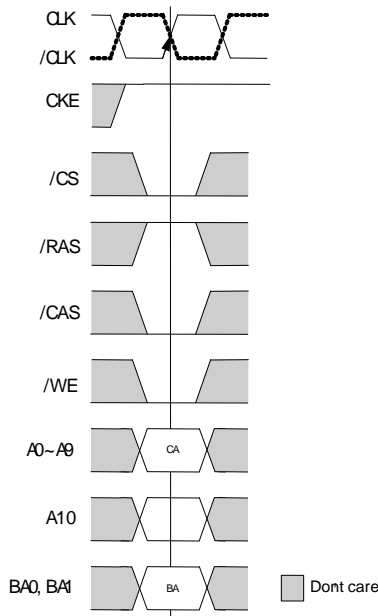 CLK
/CLK
CKE
/CS
/RAS
/CAS
/WE
A0~A9
CA
A10
BA0, BA1
BA
Dont care